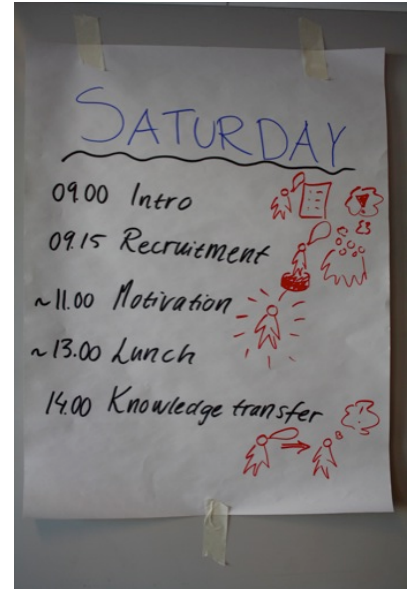 SATURDAY
09.00 Intro
09.15 Recruitment
~11.00 Motivation
~13.00 Lunch
14.00 Knowledge transfer